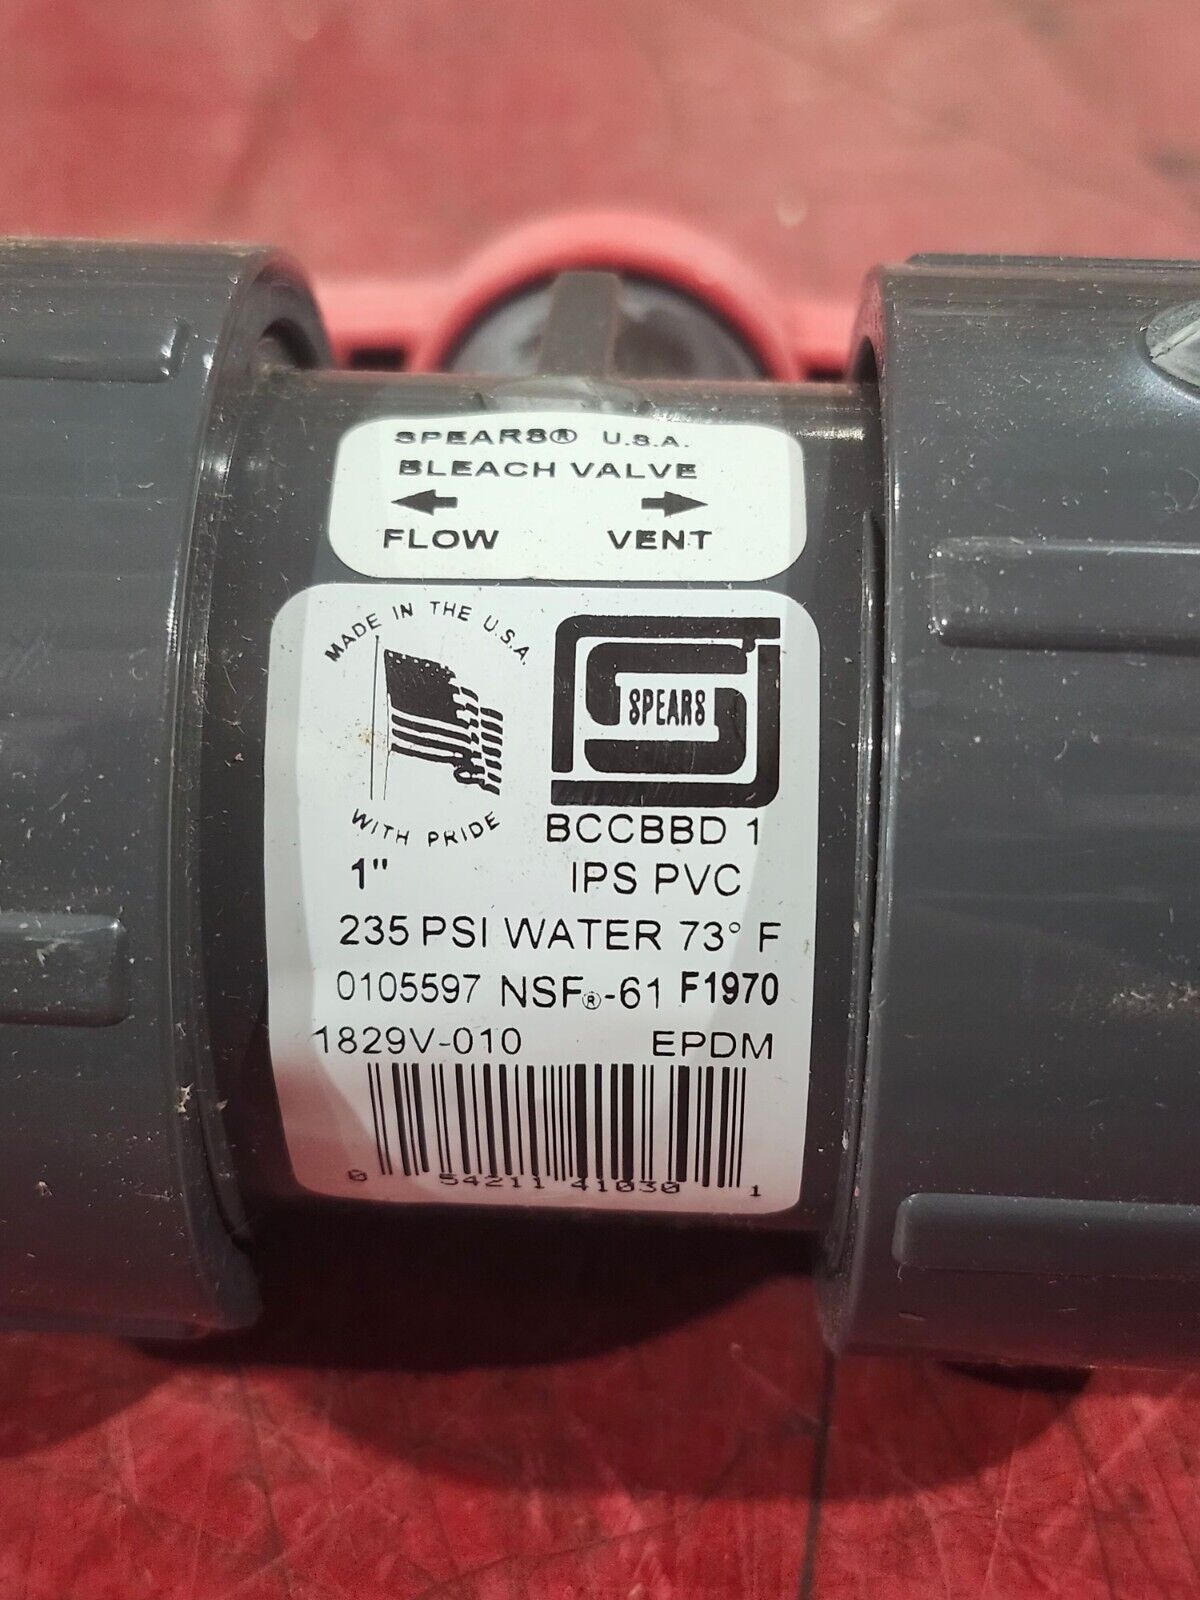 SPEARS® U.S.A.
BLEACH VALVE
FLOW VENT
MADE IN THE U.S.A.
WITH PRIDE
SPEARS
BCCBBD 1
1" IPS PVC
235 PSI WATER 73° F
0105597 NSF®-61 F1970
1829V-010 EPDM
0 54211 41030 1